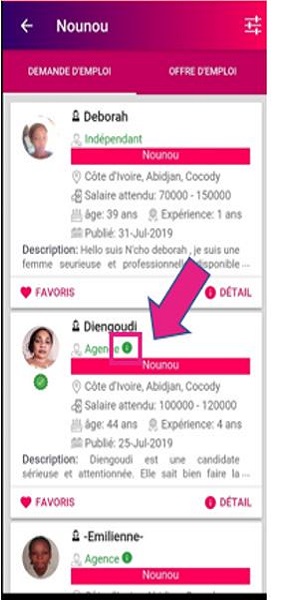 Nounou
DEMANDE D'EMPLOI
OFFRE D'EMPLOI
Deborah
Indépendant
Nounou
Côte d'Ivoire, Abidjan, Cocody
Salaire attendu: 70000 - 150000
âge: 39 ans Expérience: 1 ans
Publié: 31-Jul-2019
Description: Hello suis N'cho deborah , je suis une
femme seurieuse et professionnell disponible ...
FAVORIS
DÉTAIL
Diengoudi
Agence
Nounou
Côte d'Ivoire, Abidjan, Cocody
Salaire attendu: 100000 - 120000
âge: 44 ans Expérience: 4 ans
Publié: 25-Jul-2019
Description: Diengoudi est une candidate
sérieuse et attentionnée. Elle sait bien faire la ...
FAVORIS
DÉTAIL
-Emilienne-
Agence
Nounou